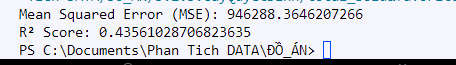 Mean Squared Error (MSE): 946288.3646207266
R² Score: 0.43561028706823635
PS C:\Documents\Phan Tich DATA\ĐỒ_ÁN>